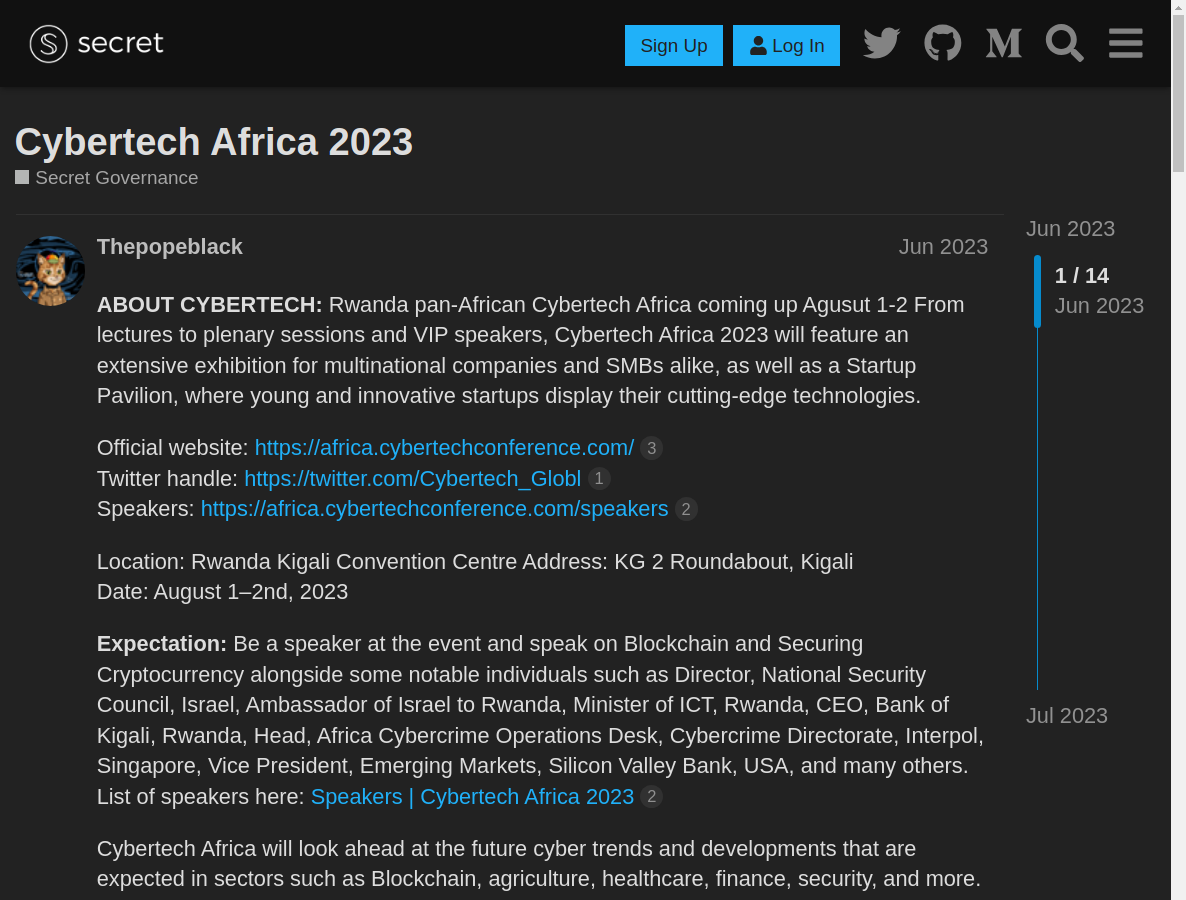 secret
Sign Up
Log In
Cybertech Africa 2023
Secret Governance
Thepopeblack
Jun 2023
Jun 2023
1 / 14
Jun 2023
Jul 2023
ABOUT CYBERTECH: Rwanda pan-African Cybertech Africa coming up Agusut 1-2 From
lectures to plenary sessions and VIP speakers, Cybertech Africa 2023 will feature an
extensive exhibition for multinational companies and SMBs alike, as well as a Startup
Pavilion, where young and innovative startups display their cutting-edge technologies.
Official website: https://africa.cybertechconference.com/ 3
Twitter handle: https://twitter.com/Cybertech_Globl 1
Speakers: https://africa.cybertechconference.com/speakers 2
Location: Rwanda Kigali Convention Centre Address: KG 2 Roundabout, Kigali
Date: August 1–2nd, 2023
Expectation: Be a speaker at the event and speak on Blockchain and Securing
Cryptocurrency alongside some notable individuals such as Director, National Security
Council, Israel, Ambassador of Israel to Rwanda, Minister of ICT, Rwanda, CEO, Bank of
Kigali, Rwanda, Head, Africa Cybercrime Operations Desk, Cybercrime Directorate, Interpol,
Singapore, Vice President, Emerging Markets, Silicon Valley Bank, USA, and many others.
List of speakers here: Speakers | Cybertech Africa 2023 2
Cybertech Africa will look ahead at the future cyber trends and developments that are
expected in sectors such as Blockchain, agriculture, healthcare, finance, security, and more.